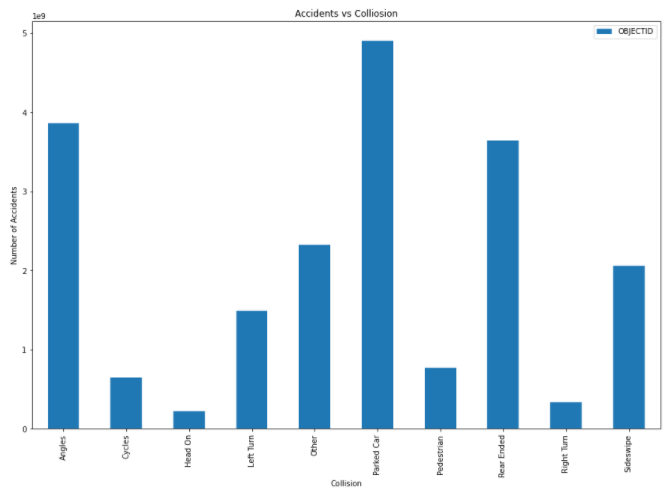 Accidents vs Colliosion
1e9
OBJECTID
5
4
3
2
1
0
Number of Accidents
Angles
Cycles
Head On
Left Turn
Other
Parked Car
Pedestrian
Rear Ended
Right Turn
Sideswipe
Collision